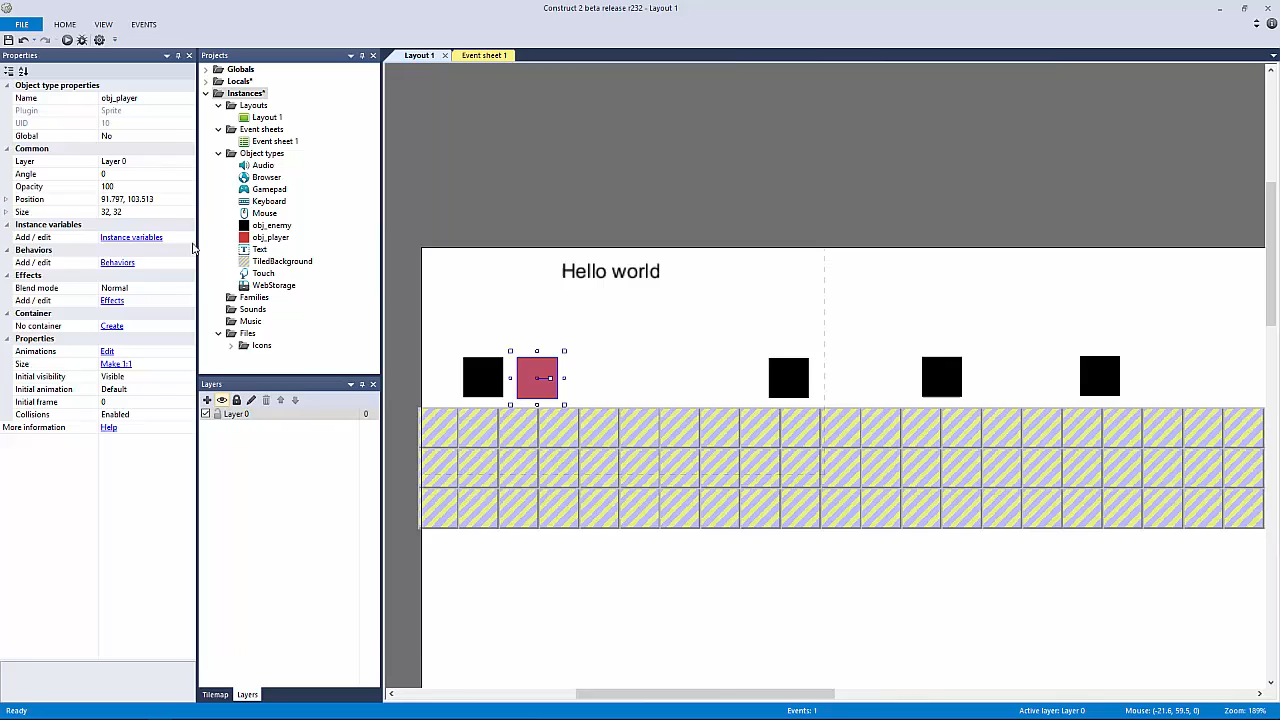 Construct 2 beta release r232 - Layout 1
FILE HOME VIEW EVENTS
Properties
Object type properties
Name obj_player
Plugin Sprite
UID 10
Global No
Common
Layer Layer 0
Angle 0
Opacity 100
Position 91.797, 103.513
Size 32, 32
Instance variables
Add / edit Instance variables
Behaviors
Add / edit Behaviors
Effects
Blend mode Normal
Add / edit Effects
Container
No container Create
Properties
Animations Edit
Size Make 1:1
Initial visibility Visible
Initial animation Default
Initial frame 0
Collisions Enabled
More information Help
Projects
Globals
Locals*
Instances*
Layouts
Layout 1
Event sheets
Event sheet 1
Object types
Audio
Browser
Gamepad
Keyboard
Mouse
obj_enemy
obj_player
Text
TiledBackground
Touch
WebStorage
Families
Sounds
Music
Files
Icons
Layers
Layer 0 0
Tilemap Layers
Layout 1 Event sheet 1
Hello world
Ready Events: 1 Active layer: Layer 0 Mouse: (-21.6, 59.5, 0) Zoom: 189%